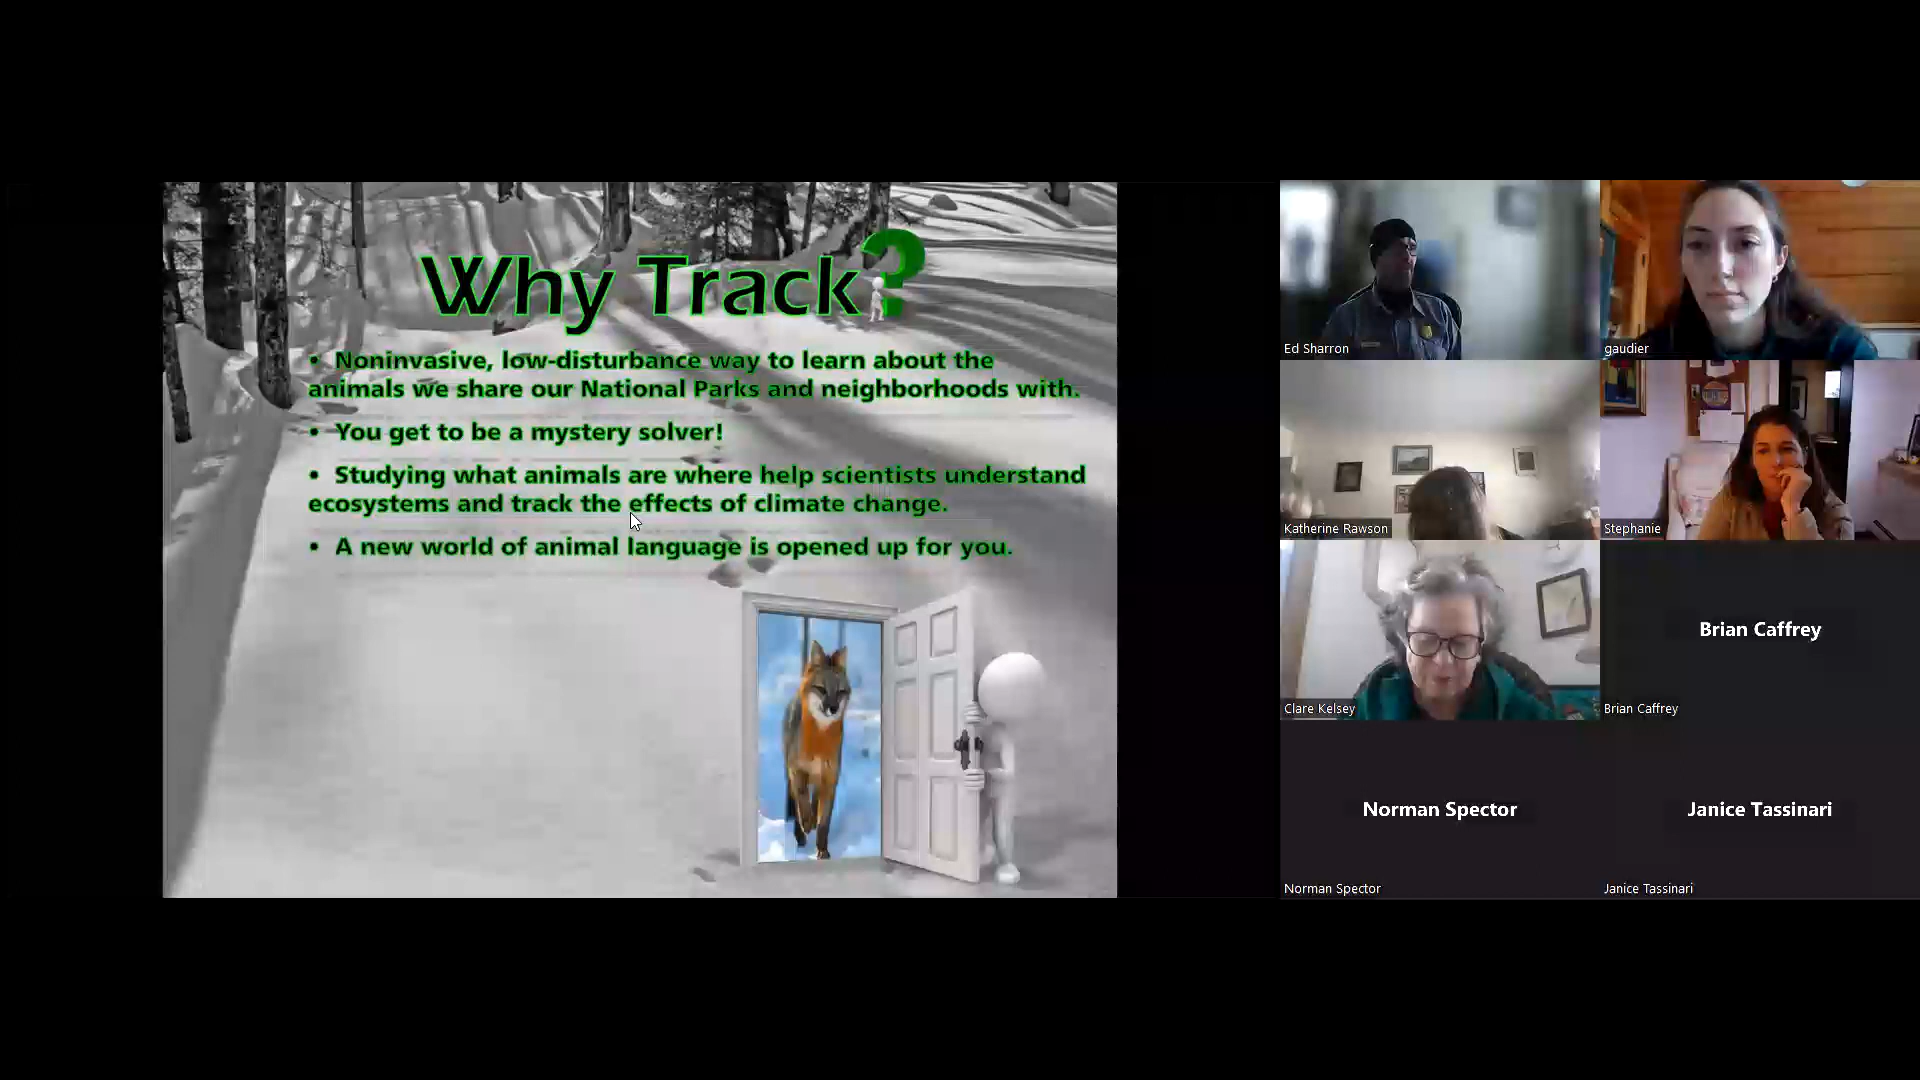 Why Track?
• Noninvasive, low-disturbance way to learn about the
animals we share our National Parks and neighborhoods with.
• You get to be a mystery solver!
• Studying what animals are where help scientists understand
ecosystems and track the effects of climate change.
• A new world of animal language is opened up for you.
Ed Sharron
gaudier
Katherine Rawson
Stephanie
Clare Kelsey
Brian Caffrey
Brian Caffrey
Norman Spector
Norman Spector
Janice Tassinari
Janice Tassinari